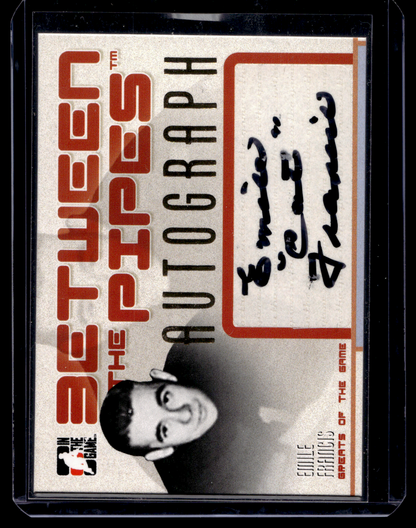 BETWEEN
THE PIPES™
AUTOGRAPH
Emile
"Cat"
Francis
EMILE
FRANCIS
GREATS OF THE GAME
IN
THE
GAME